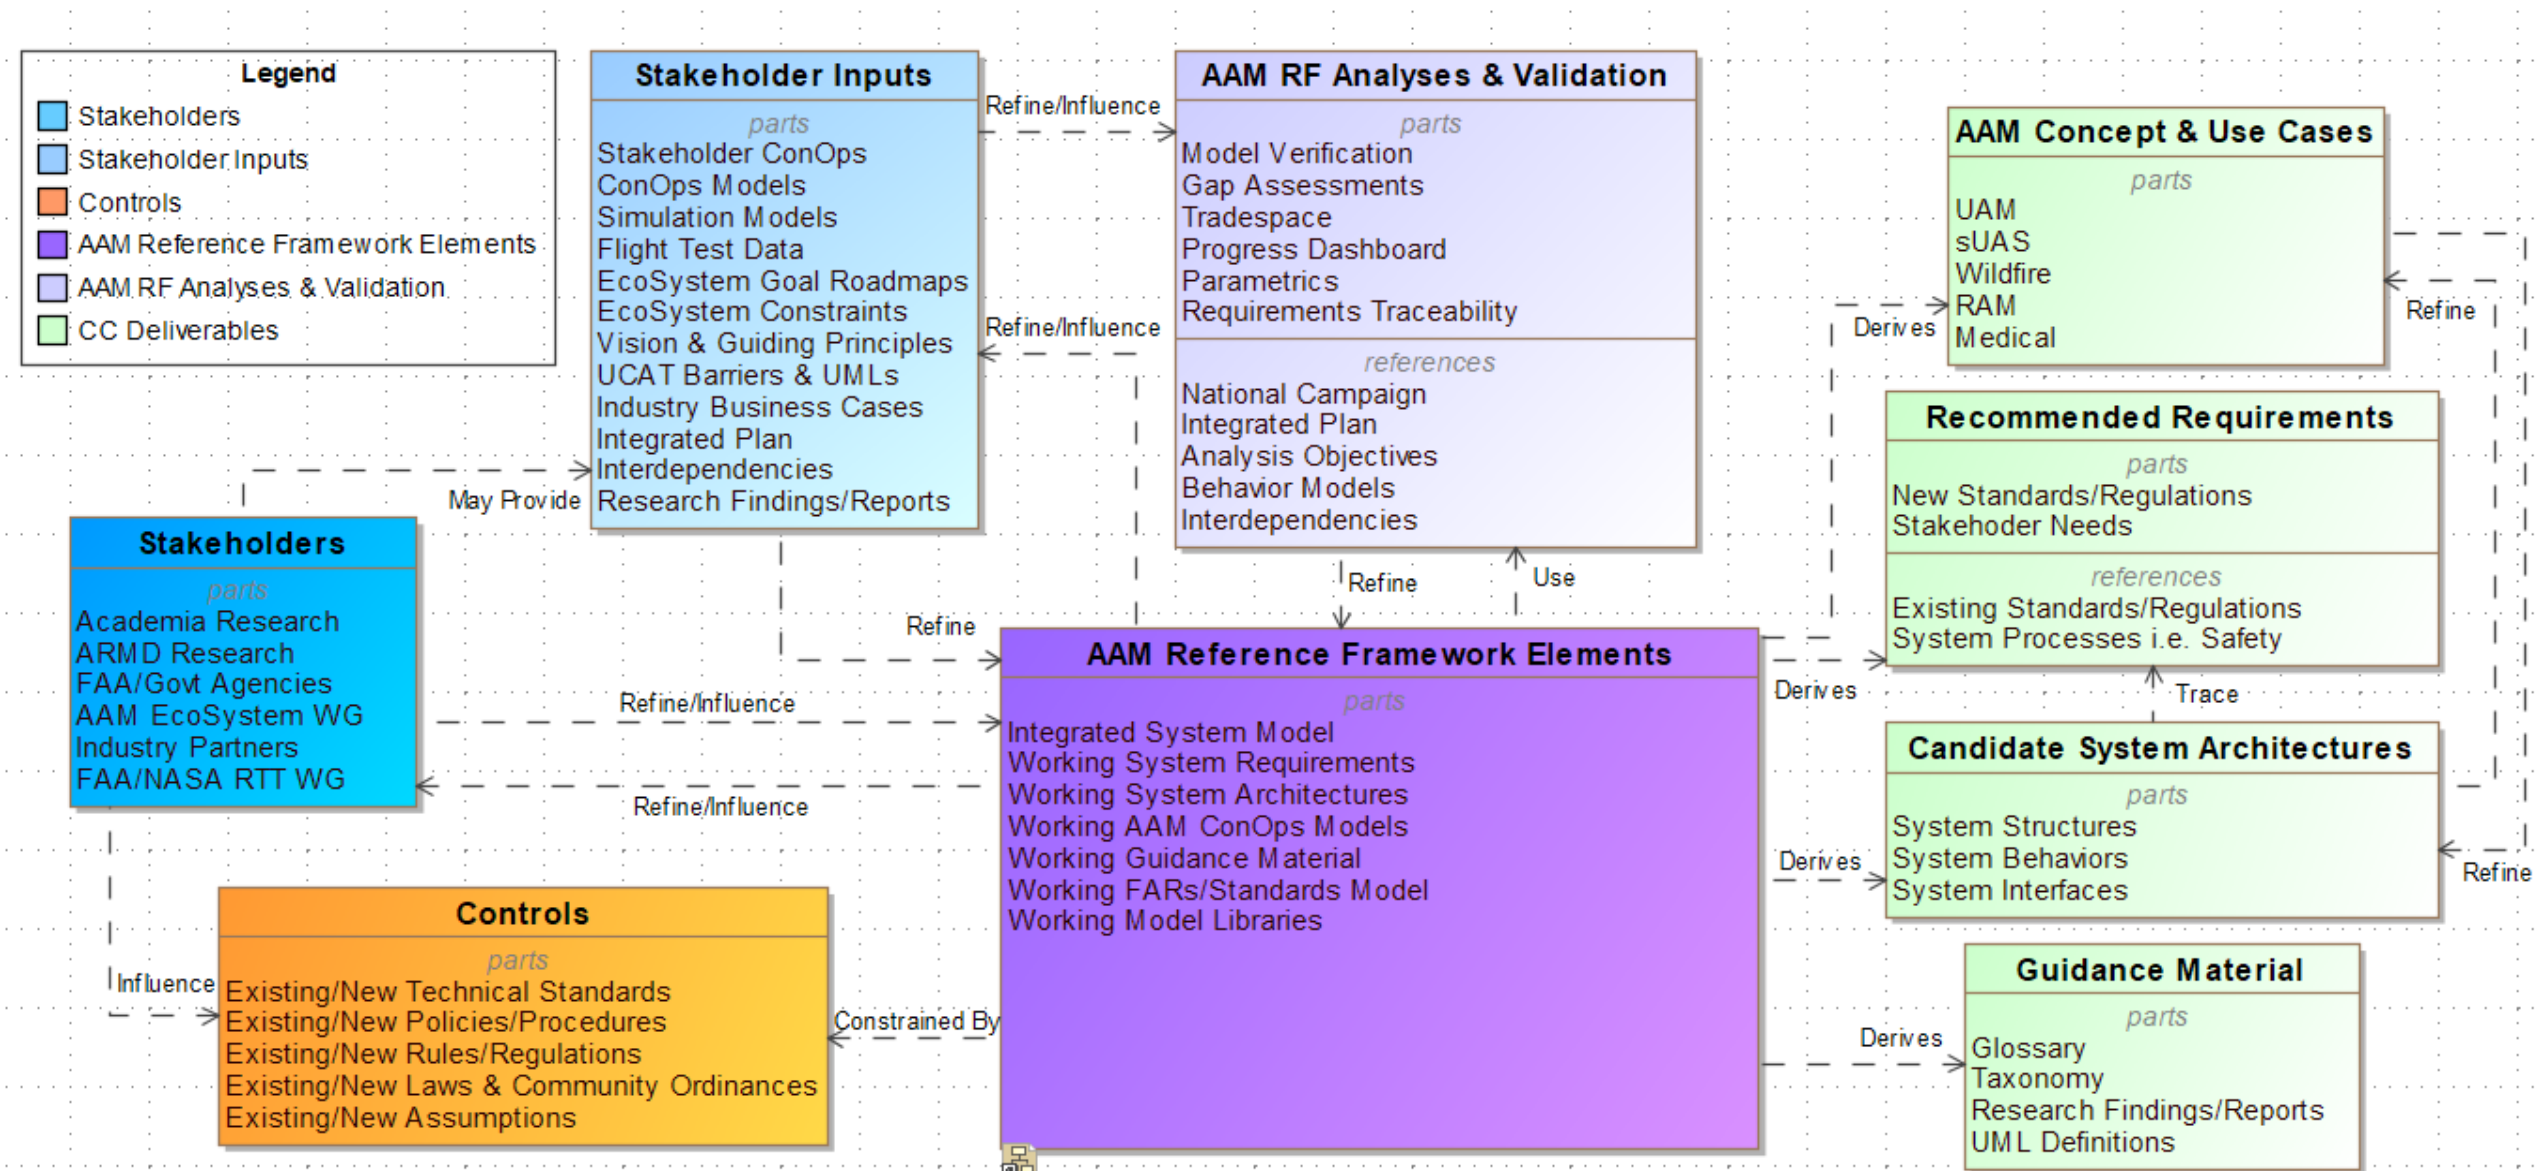 Legend
Stakeholders
Stakeholder Inputs
Controls
AAM Reference Framework Elements
AAM RF Analyses & Validation
CC Deliverables
Stakeholder Inputs
parts
Stakeholder ConOps
ConOps Models
Simulation Models
Flight Test Data
EcoSystem Goal Roadmaps
EcoSystem Constraints
Vision & Guiding Principles
UCAT Barriers & UMLs
Industry Business Cases
Integrated Plan
Interdependencies
Research Findings/Reports
Refine/Influence
Refine/Influence
AAM RF Analyses & Validation
parts
Model Verification
Gap Assessments
Tradespace
Progress Dashboard
Parametrics
Requirements Traceability
references
National Campaign
Integrated Plan
Analysis Objectives
Behavior Models
Interdependencies
AAM Concept & Use Cases
parts
UAM
sUAS
Wildfire
RAM
Medical
Derives
Refine
Recommended Requirements
parts
New Standards/Regulations
Stakehoder Needs
references
Existing Standards/Regulations
System Processes i.e. Safety
May Provide
Stakeholders
parts
Academia Research
ARMD Research
FAA/Govt Agencies
AAM EcoSystem WG
Industry Partners
FAA/NASA RTT WG
Refine
Refine
Use
Refine/Influence
Refine/Influence
AAM Reference Framework Elements
parts
Integrated System Model
Working System Requirements
Working System Architectures
Working AAM ConOps Models
Working Guidance Material
Working FARs/Standards Model
Working Model Libraries
Derives
Trace
Candidate System Architectures
parts
System Structures
System Behaviors
System Interfaces
Derives
Refine
Controls
parts
Existing/New Technical Standards
Existing/New Policies/Procedures
Existing/New Rules/Regulations
Existing/New Laws & Community Ordinances
Existing/New Assumptions
Influence
Constrained By
Derives
Guidance Material
parts
Glossary
Taxonomy
Research Findings/Reports
UML Definitions